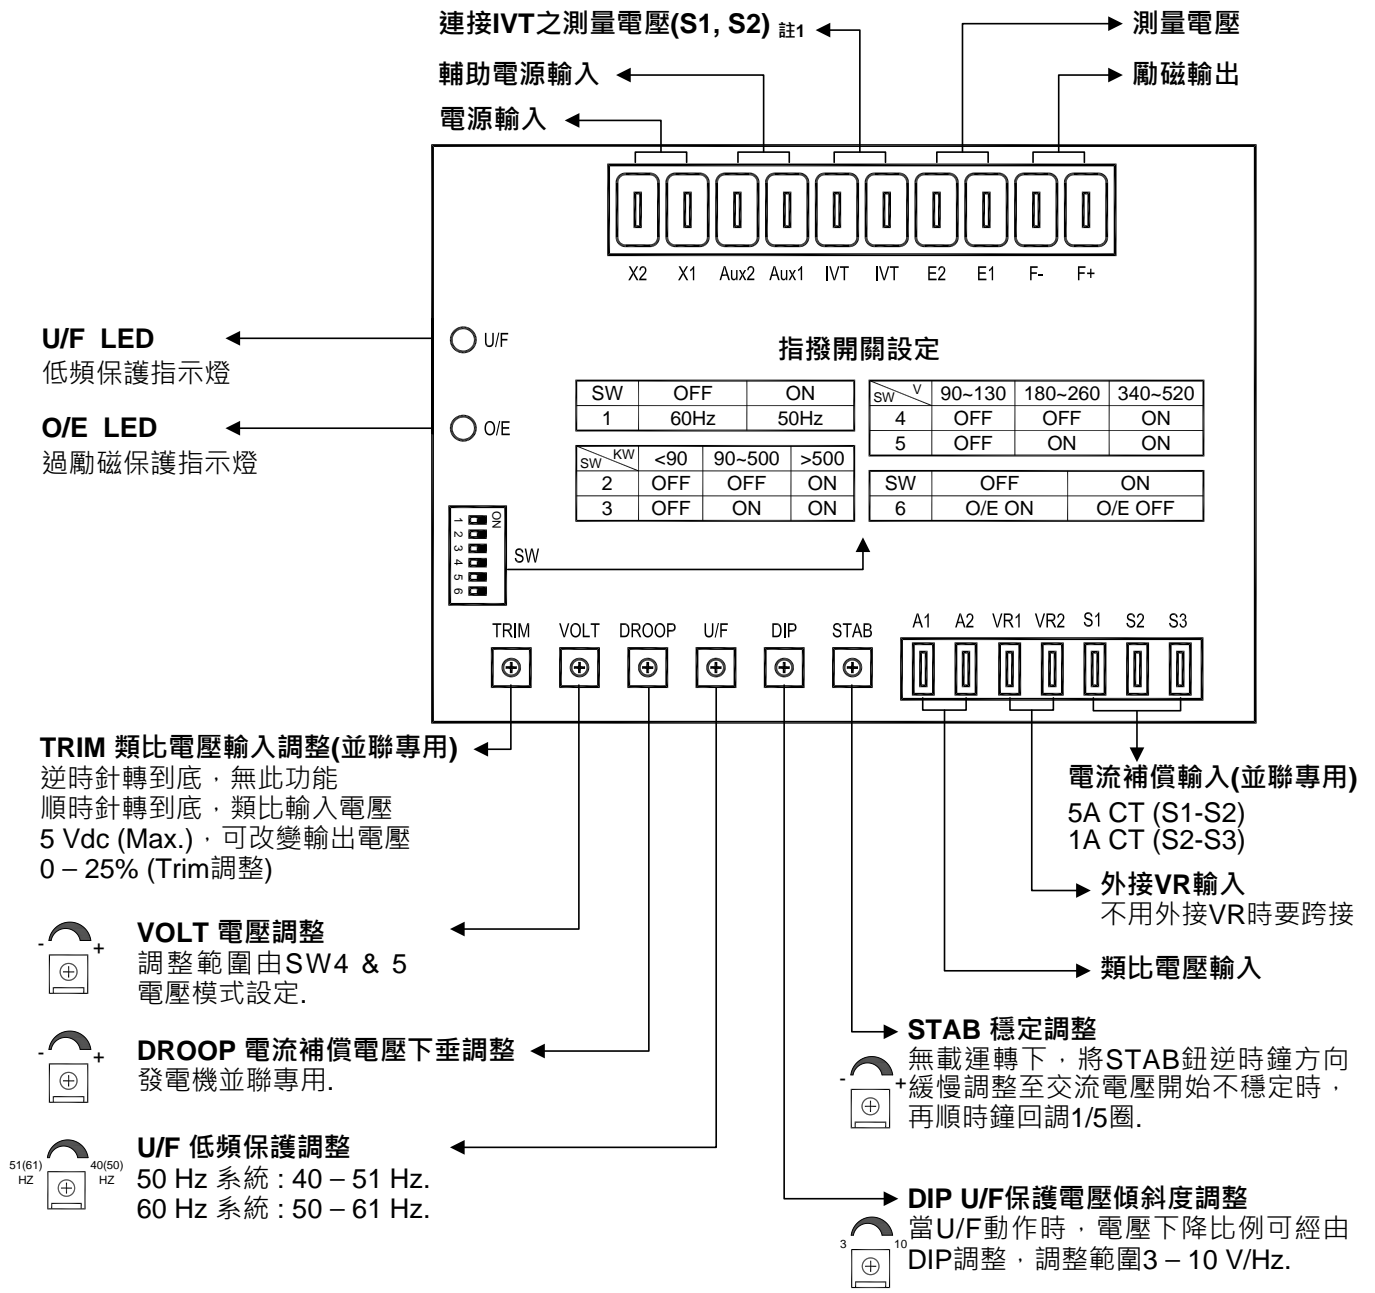 連接IVT之測量電壓(S1, S2) 註1
測量電壓
輔助電源輸入
勵磁輸出
電源輸入
X2 X1 Aux2 Aux1 IVT IVT E2 E1 F- F+
U/F LED
低頻保護指示燈
U/F
O/E LED
過勵磁保護指示燈
O/E
指撥開關設定
SW OFF ON
1 60Hz 50Hz
SW KW <90 90~500 >500
2 OFF OFF ON
3 OFF ON ON
SW V 90~130 180~260 340~520
4 OFF OFF ON
5 OFF ON ON
SW OFF ON
6 O/E ON O/E OFF
ON
1 2 3 4 5 6
SW
TRIM VOLT DROOP U/F DIP STAB
A1 A2 VR1 VR2 S1 S2 S3
TRIM 類比電壓輸入調整(並聯專用)
逆時針轉到底，無此功能
順時針轉到底，類比輸入電壓
5 Vdc (Max.)，可改變輸出電壓
0 – 25% (Trim調整)
電流補償輸入(並聯專用)
5A CT (S1-S2)
1A CT (S2-S3)
外接VR輸入
不用外接VR時要跨接
類比電壓輸入
- +
VOLT 電壓調整
調整範圍由SW4 & 5
電壓模式設定.
- +
DROOP 電流補償電壓下垂調整
發電機並聯專用.
51(61) HZ 40(50) HZ
U/F 低頻保護調整
50 Hz 系統 : 40 – 51 Hz.
60 Hz 系統 : 50 – 61 Hz.
STAB 穩定調整
- +
無載運轉下，將STAB鈕逆時鐘方向
緩慢調整至交流電壓開始不穩定時，
再順時鐘回調1/5圈.
DIP U/F保護電壓傾斜度調整
3 10
當U/F動作時，電壓下降比例可經由
DIP調整，調整範圍3 – 10 V/Hz.